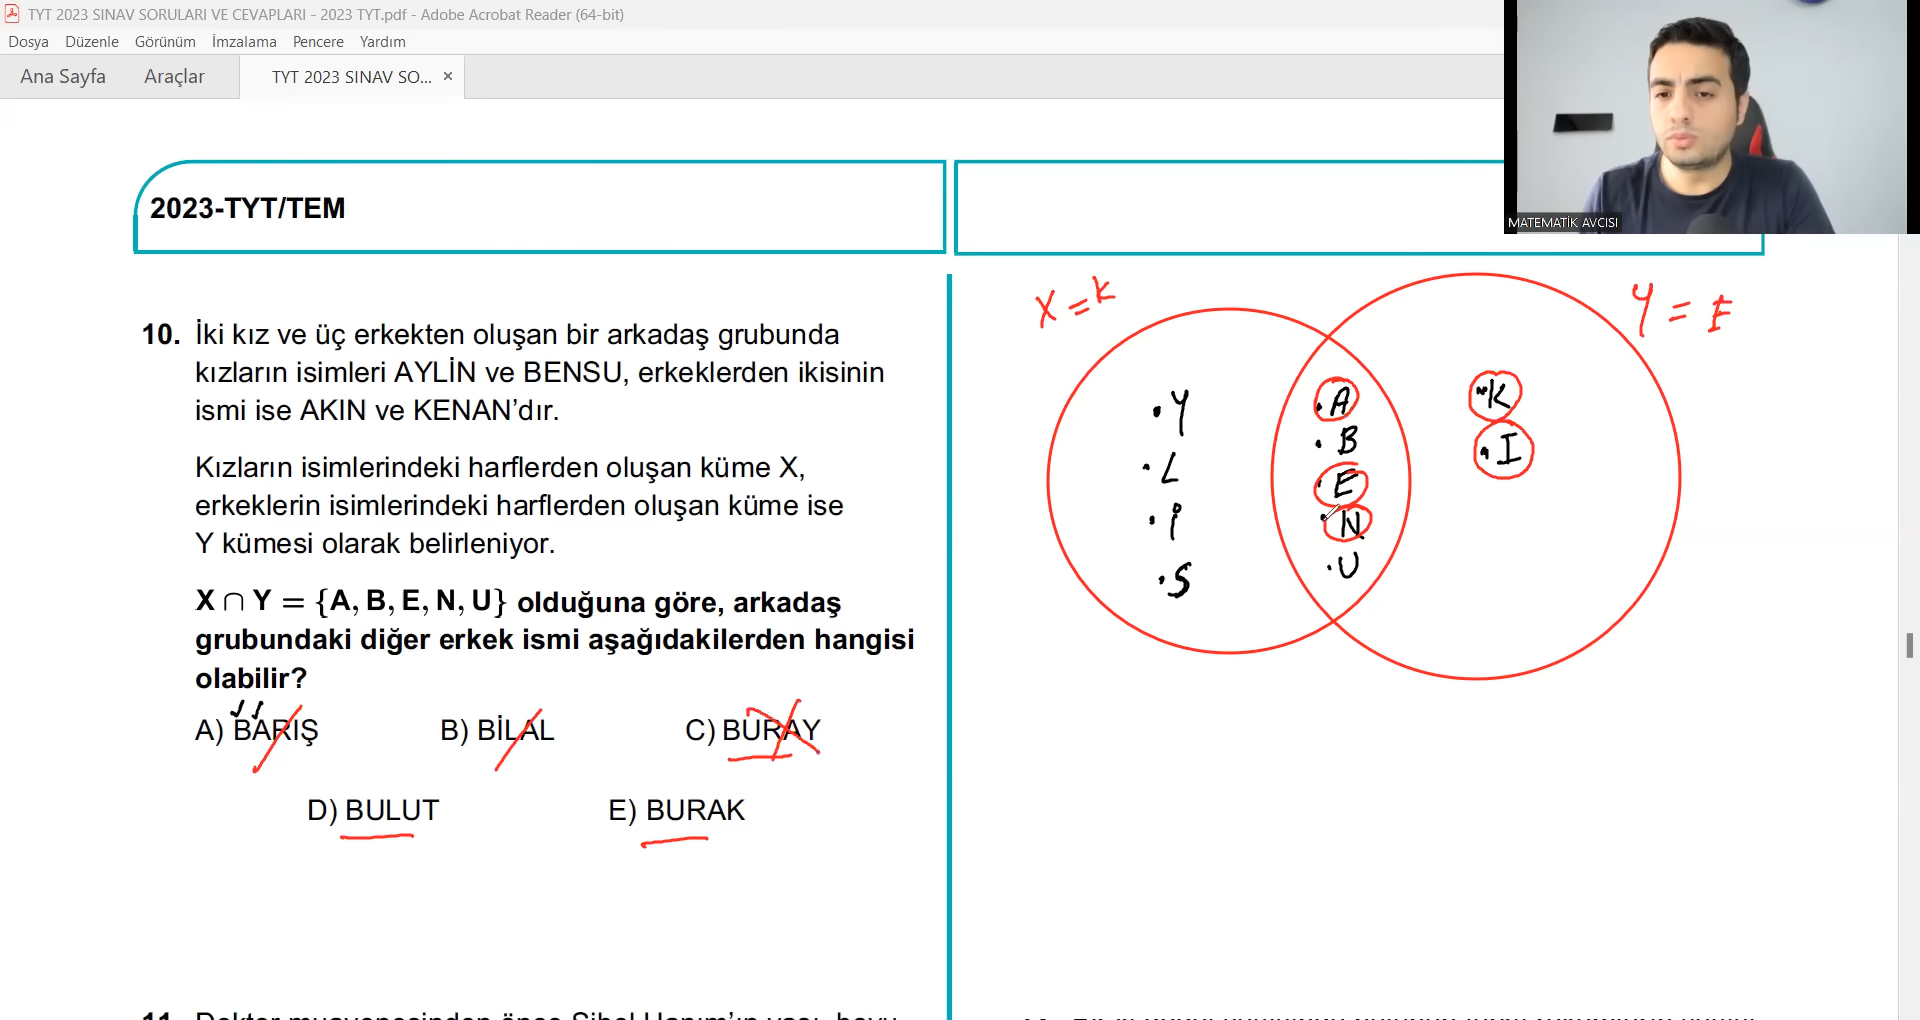 TYT 2023 SINAV SORULARI VE CEVAPLARI - 2023 TYT.pdf - Adobe Acrobat Reader (64-bit)
Dosya Düzenle Görünüm İmzalama Pencere Yardım
Ana Sayfa Araçlar TYT 2023 SINAV SO... ×
MATEMATİK AVCISI
2023-TYT/TEM
10. İki kız ve üç erkekten oluşan bir arkadaş grubunda
kızların isimleri AYLİN ve BENSU, erkeklerden ikisinin
ismi ise AKIN ve KENAN’dır.
Kızların isimlerindeki harflerden oluşan küme X,
erkeklerin isimlerindeki harflerden oluşan küme ise
Y kümesi olarak belirleniyor.
X ∩ Y = {A, B, E, N, U} olduğuna göre, arkadaş
grubundaki diğer erkek ismi aşağıdakilerden hangisi
olabilir?
A) BARIŞ B) BİLAL C) BURAY
D) BULUT E) BURAK
X = K
Y = E
Y
L
İ
S
A
B
E
N
U
K
I